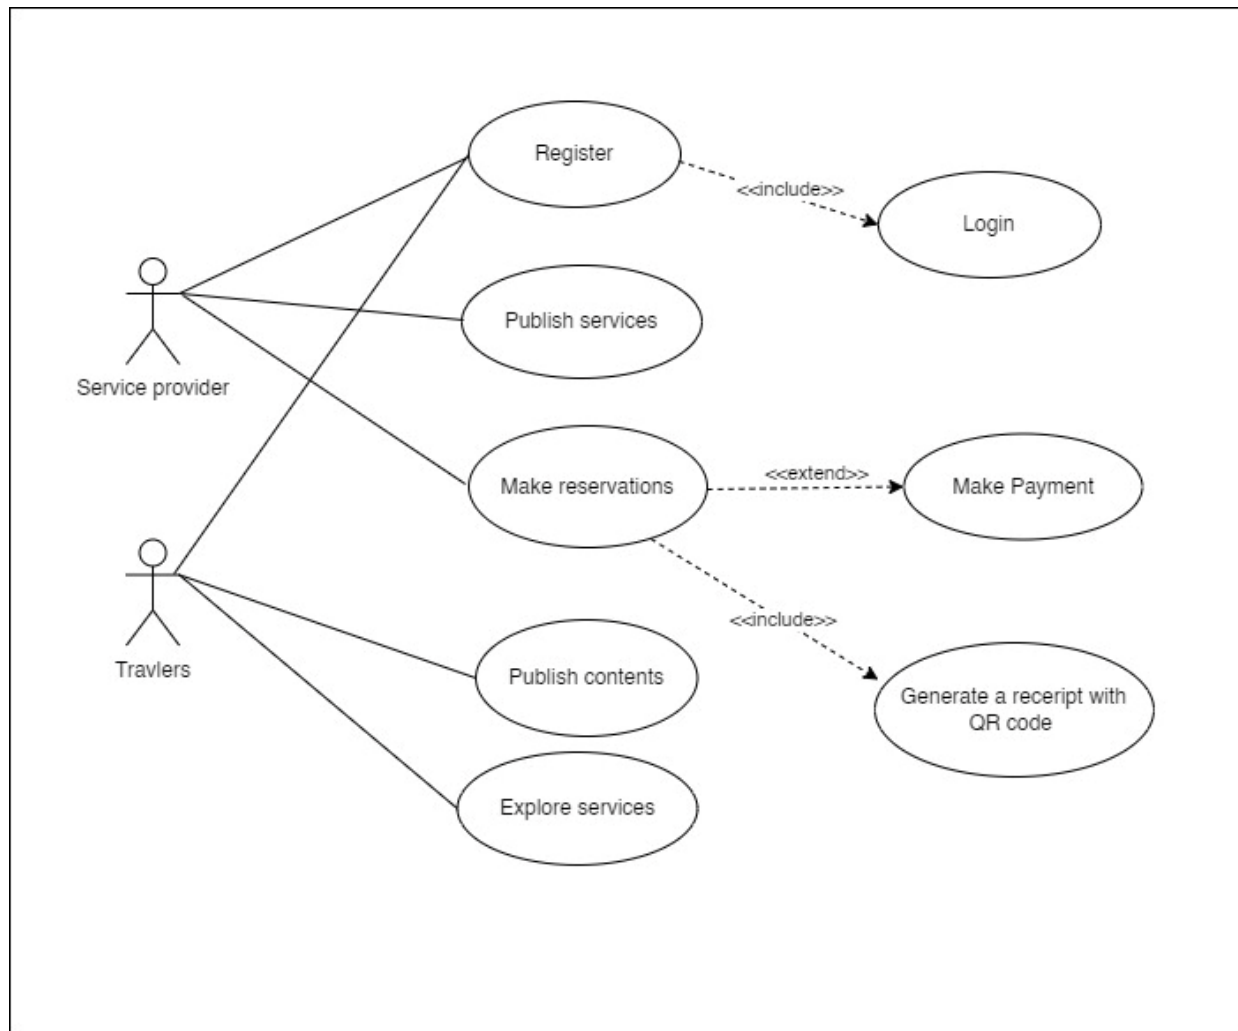 Register
<<include>>
Login
Publish services
Service provider
Make reservations
<<extend>>
Make Payment
<<include>>
Travlers
Publish contents
Generate a receript with
QR code
Explore services